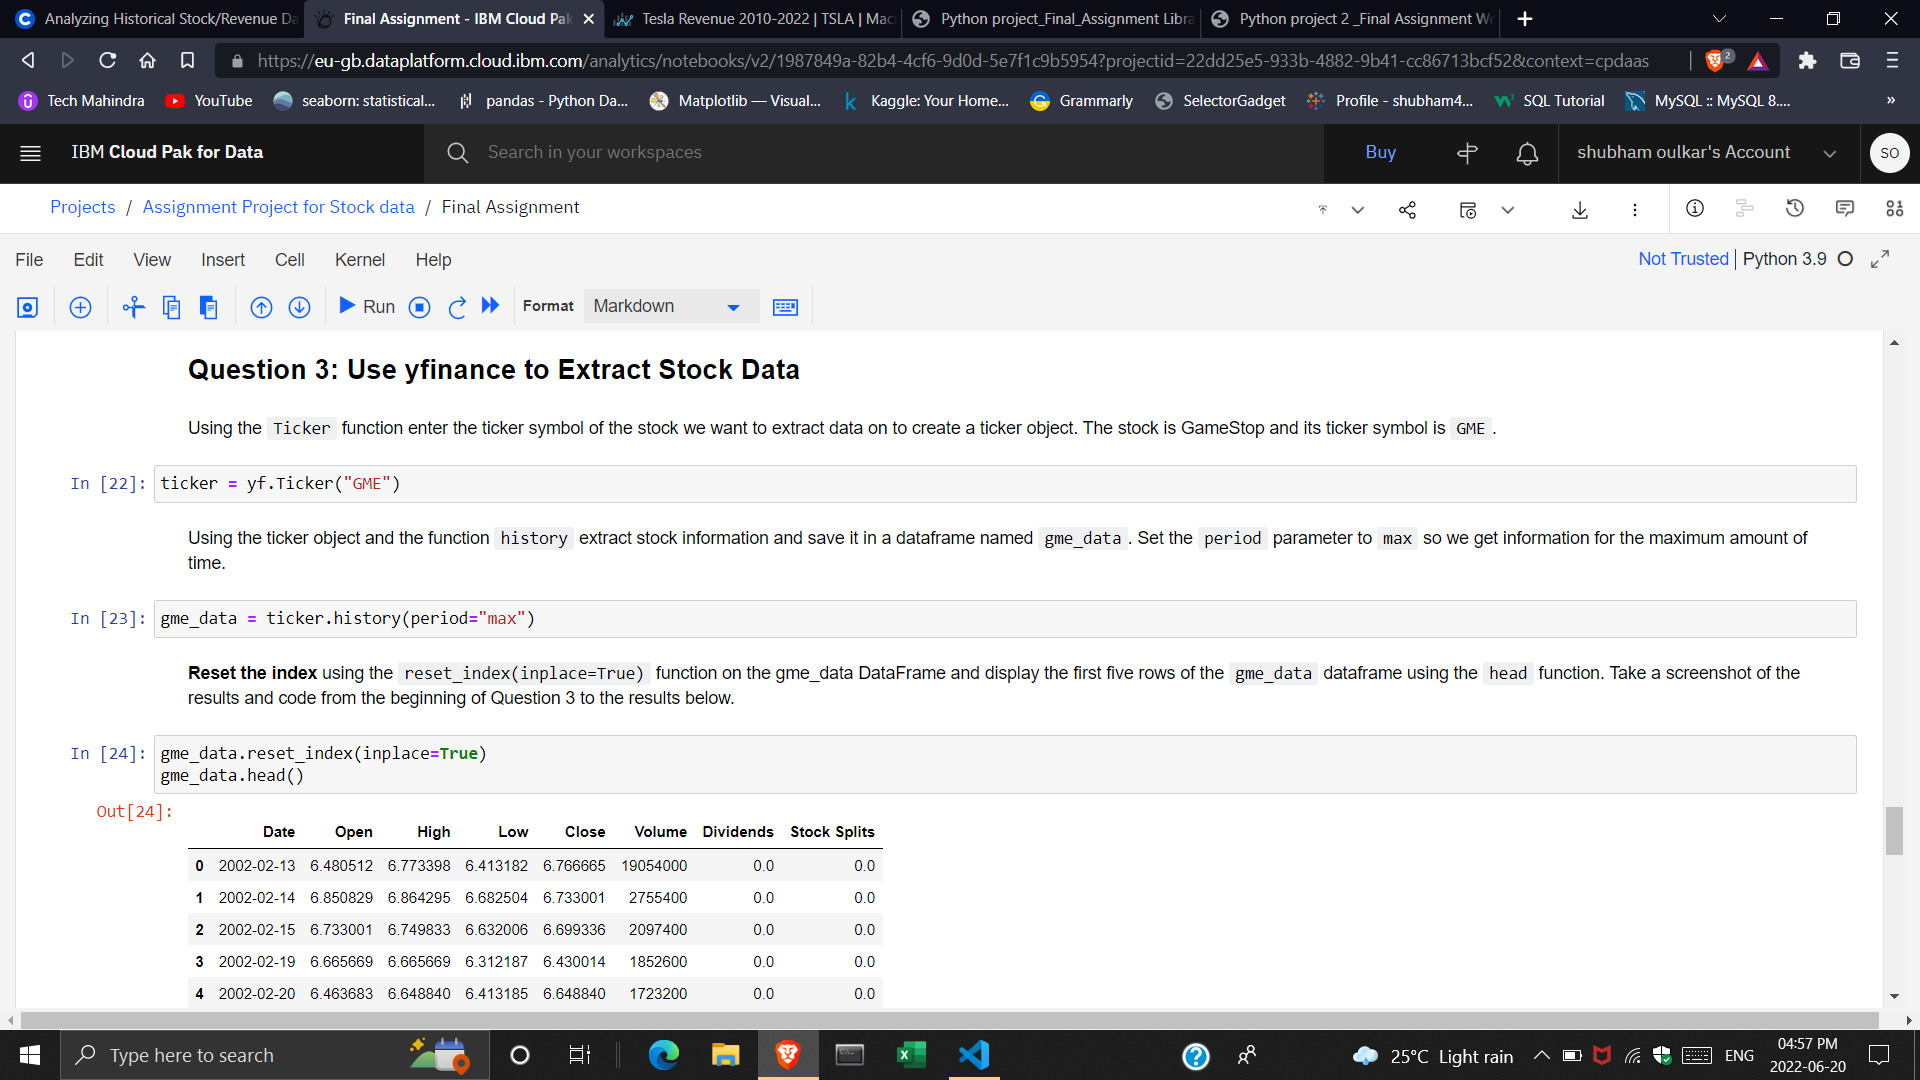 Analyzing Historical Stock/Revenue Da
Final Assignment - IBM Cloud Pak
Tesla Revenue 2010-2022 | TSLA | Mac
Python project_Final_Assignment Libra
Python project 2 _Final Assignment We
https://eu-gb.dataplatform.cloud.ibm.com/analytics/notebooks/v2/1987849a-82b4-4cf6-9d0d-5e7f1c9b5954?projectid=22dd25e5-933b-4882-9b41-cc86713bcf52&context=cpdaas
2
Tech Mahindra
YouTube
seaborn: statistical...
pandas - Python Da...
Matplotlib — Visual...
Kaggle: Your Home...
Grammarly
SelectorGadget
Profile - shubham4...
SQL Tutorial
MySQL :: MySQL 8....
»
IBM Cloud Pak for Data
Search in your workspaces
Buy
shubham oulkar's Account
SO
Projects / Assignment Project for Stock data / Final Assignment
File Edit View Insert Cell Kernel Help
Not Trusted | Python 3.9
Run
Format
Markdown
Question 3: Use yfinance to Extract Stock Data
Using the Ticker function enter the ticker symbol of the stock we want to extract data on to create a ticker object. The stock is GameStop and its ticker symbol is GME .
In [22]: ticker = yf.Ticker("GME")
Using the ticker object and the function history extract stock information and save it in a dataframe named gme_data . Set the period parameter to max so we get information for the maximum amount of
time.
In [23]: gme_data = ticker.history(period="max")
Reset the index using the reset_index(inplace=True) function on the gme_data DataFrame and display the first five rows of the gme_data dataframe using the head function. Take a screenshot of the
results and code from the beginning of Question 3 to the results below.
In [24]: gme_data.reset_index(inplace=True)
gme_data.head()
Out[24]:
Date Open High Low Close Volume Dividends Stock Splits
0 2002-02-13 6.480512 6.773398 6.413182 6.766665 19054000 0.0 0.0
1 2002-02-14 6.850829 6.864295 6.682504 6.733001 2755400 0.0 0.0
2 2002-02-15 6.733001 6.749833 6.632006 6.699336 2097400 0.0 0.0
3 2002-02-19 6.665669 6.665669 6.312187 6.430014 1852600 0.0 0.0
4 2002-02-20 6.463683 6.648840 6.413185 6.648840 1723200 0.0 0.0
Type here to search
25°C Light rain
ENG
04:57 PM
2022-06-20